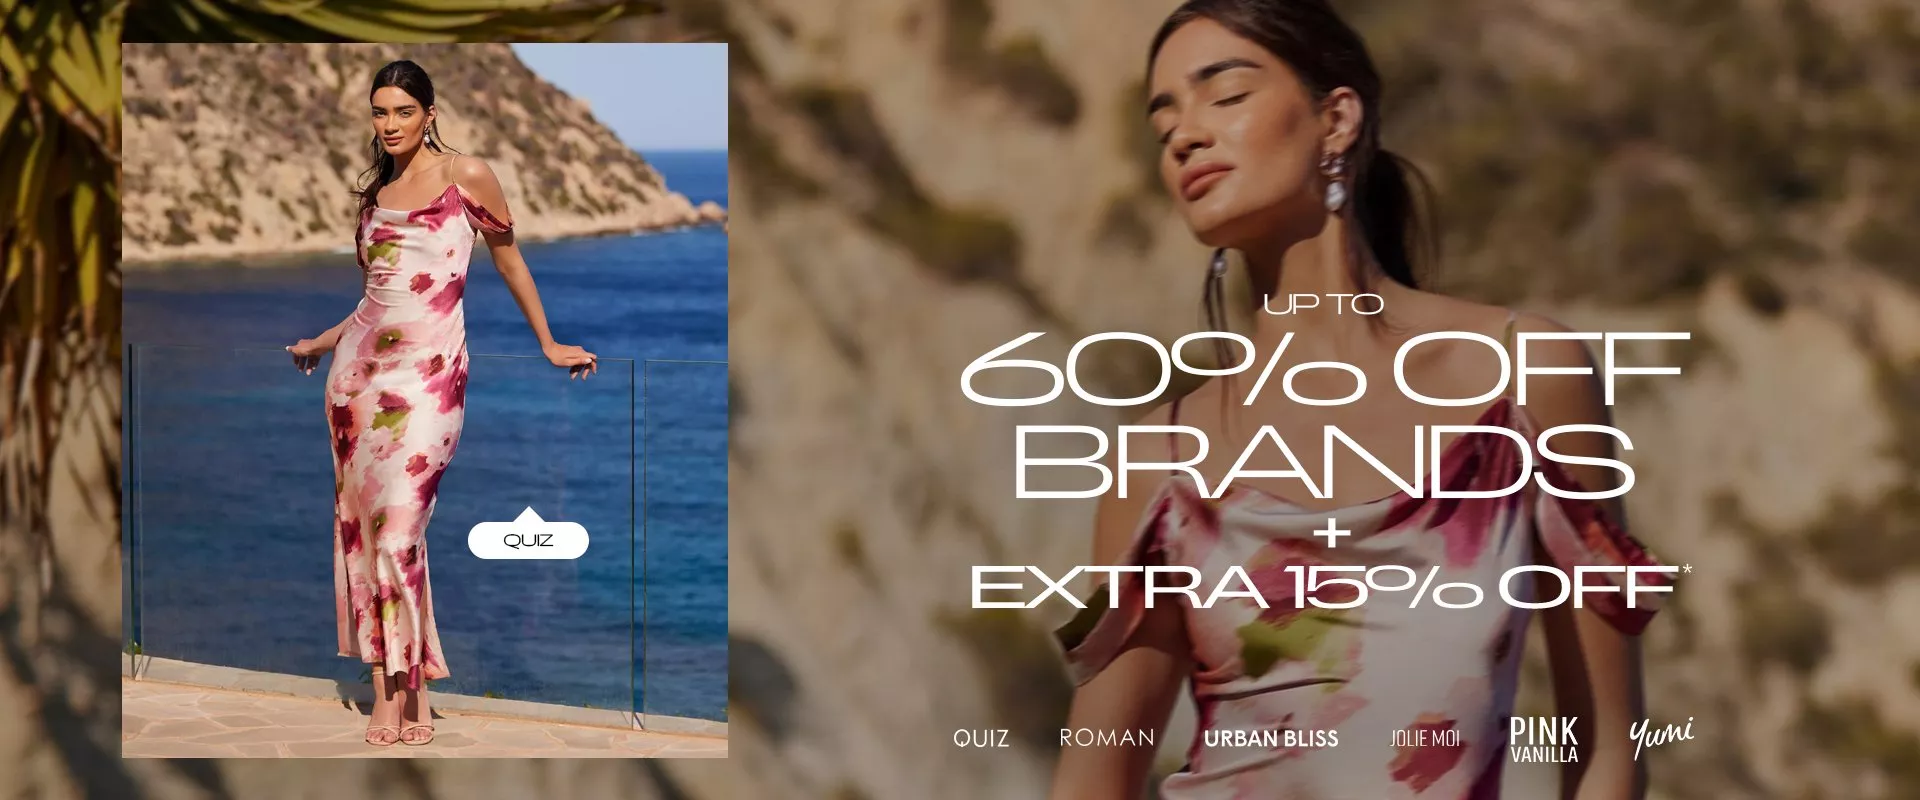 QUIZ
UP TO
60% OFF
BRANDS
+
EXTRA 15% OFF*
QUIZ
ROMAN
URBAN BLISS
JOLIE MOI
PINK
VANILLA
Yumi